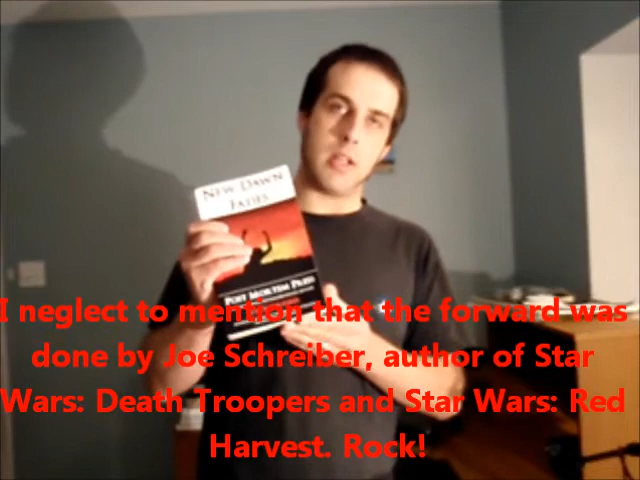 NEW DAWN
FADES
POST MORTEM PRESS
I neglect to mention that the forward was
done by Joe Schreiber, author of Star
Wars: Death Troopers and Star Wars: Red
Harvest. Rock!